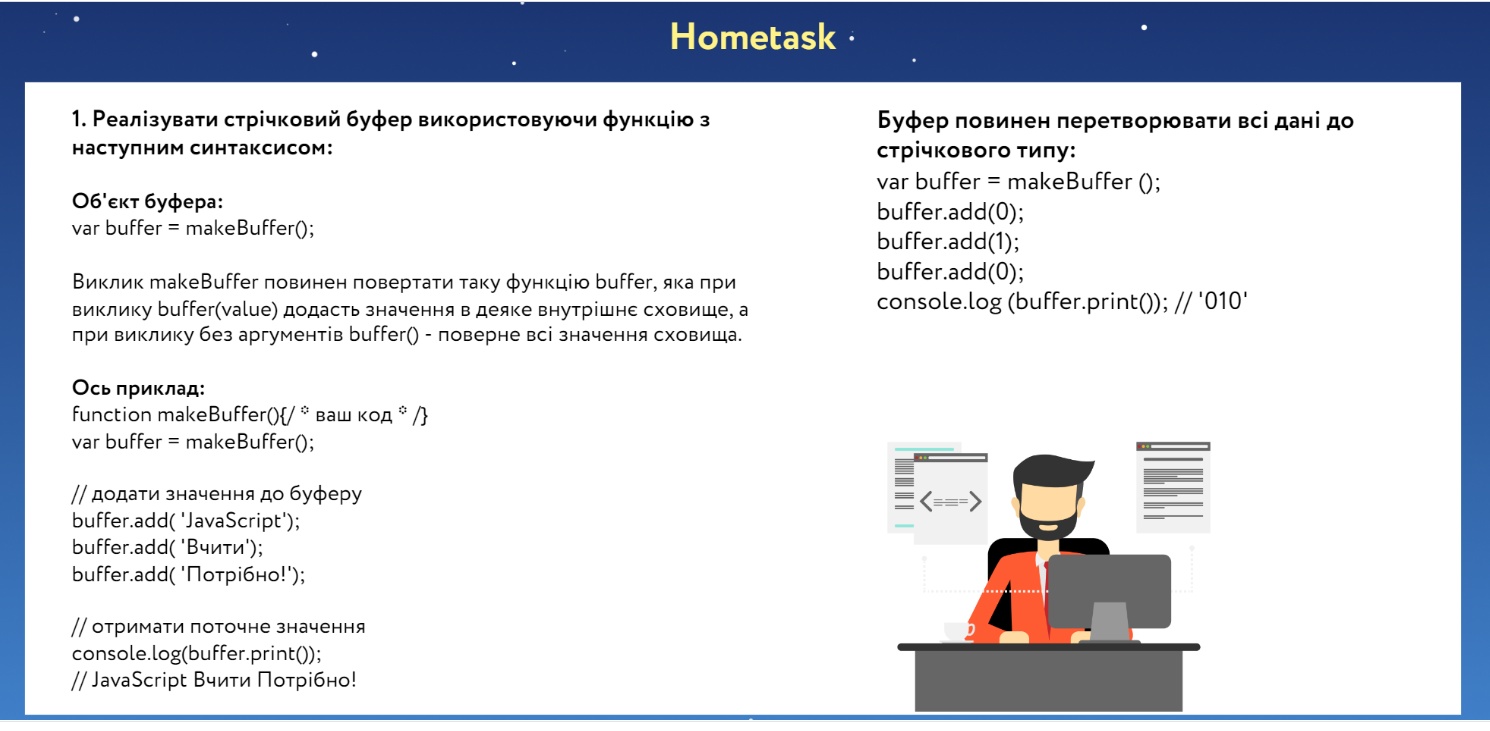 Hometask
1. Реалізувати стрічковий буфер використовуючи функцію з
наступним синтаксисом:
Об'єкт буфера:
var buffer = makeBuffer();
Виклик makeBuffer повинен повертати таку функцію buffer, яка при
виклику buffer(value) додасть значення в деяке внутрішнє сховище, а
при виклику без аргументів buffer() - поверне всі значення сховища.
Ось приклад:
function makeBuffer(){/ * ваш код * /}
var buffer = makeBuffer();
// додати значення до буферу
buffer.add( 'JavaScript');
buffer.add( 'Вчити');
buffer.add( 'Потрібно!');
// отримати поточне значення
console.log(buffer.print());
// JavaScript Вчити Потрібно!
Буфер повинен перетворювати всі дані до
стрічкового типу:
var buffer = makeBuffer ();
buffer.add(0);
buffer.add(1);
buffer.add(0);
console.log (buffer.print()); // '010'